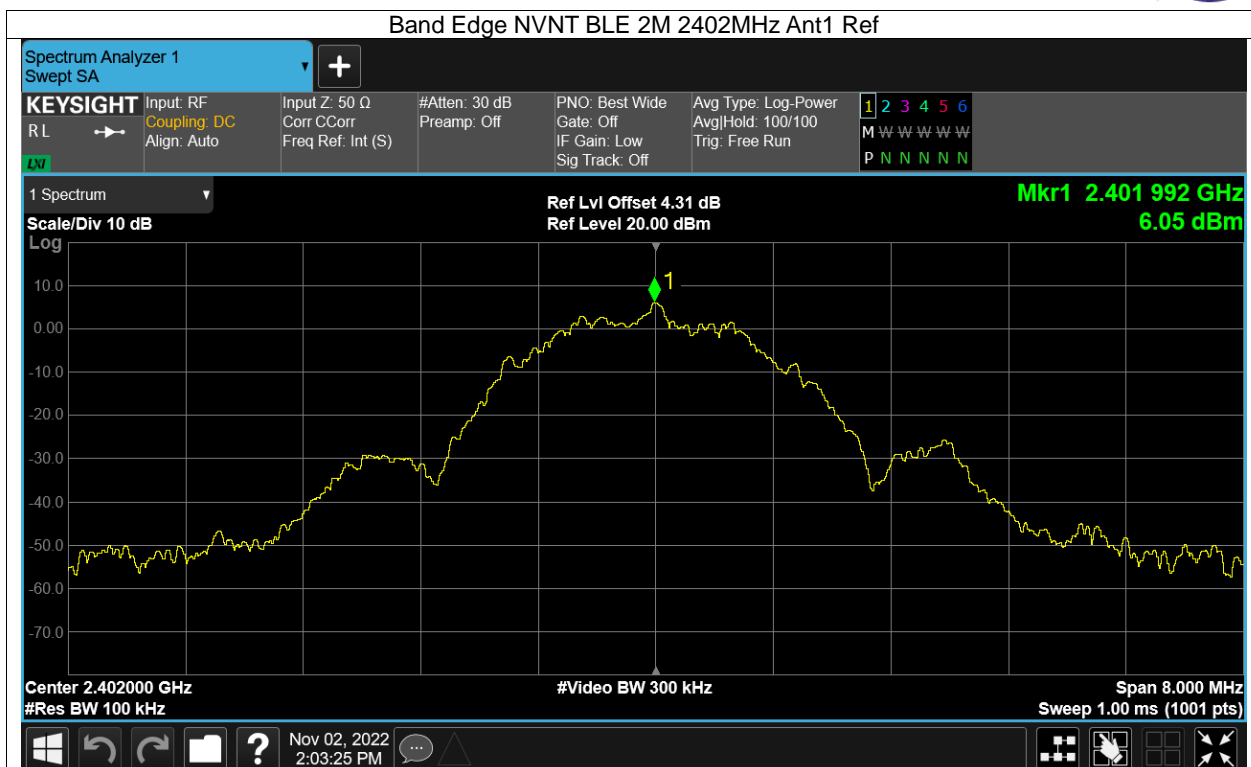 Band Edge NVNT BLE 2M 2402MHz Ant1 Ref
Spectrum Analyzer 1
Swept SA
KEYSIGHT
R L
LXI
Input: RF
Coupling: DC
Align: Auto
Input Z: 50 Ω
Corr CCorr
Freq Ref: Int (S)
#Atten: 30 dB
Preamp: Off
PNO: Best Wide
Gate: Off
IF Gain: Low
Sig Track: Off
Avg Type: Log-Power
Avg|Hold: 100/100
Trig: Free Run
1 2 3 4 5 6
M W W W W W
P N N N N N
1 Spectrum
Scale/Div 10 dB
Ref Lvl Offset 4.31 dB
Ref Level 20.00 dBm
Mkr1 2.401 992 GHz
6.05 dBm
Log
1
10.0
0.00
-10.0
-20.0
-30.0
-40.0
-50.0
-60.0
-70.0
Center 2.402000 GHz
#Res BW 100 kHz
#Video BW 300 kHz
Span 8.000 MHz
Sweep 1.00 ms (1001 pts)
?
Nov 02, 2022
2:03:25 PM